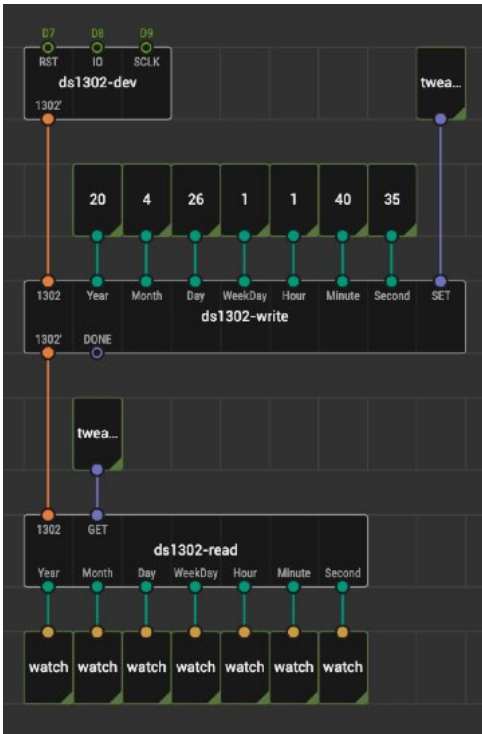 D7 D8 D9
RST IO SCLK
ds1302-dev
twea...
1302'
20 4 26 1 1 40 35
1302 Year Month Day WeekDay Hour Minute Second SET
ds1302-write
1302' DONE
twea...
1302 GET
ds1302-read
Year Month Day WeekDay Hour Minute Second
watch watch watch watch watch watch watch